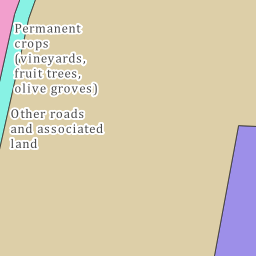 Permanent
crops
(vineyards,
fruit trees,
olive groves)
Other roads
and associated
land